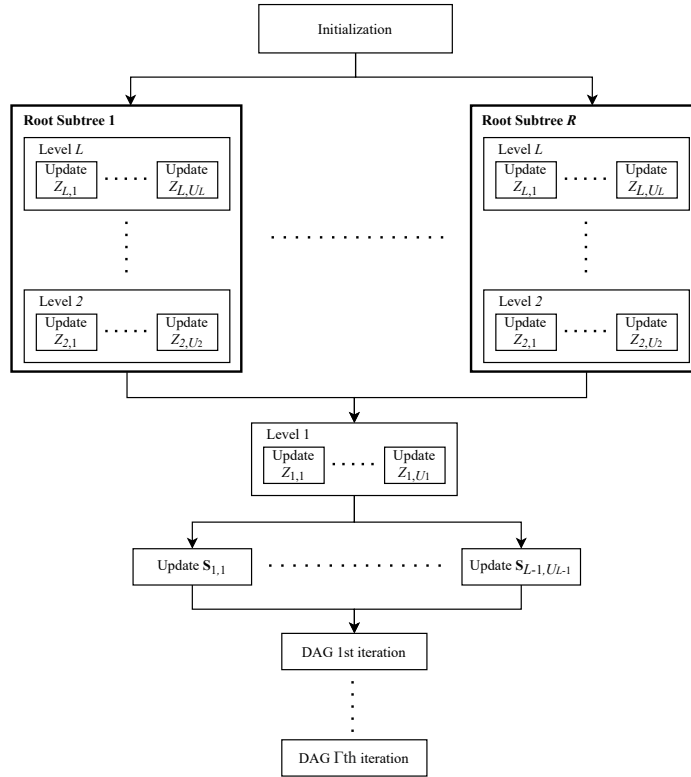 Initialization
Root Subtree 1
Level L
Update
Z_{L,1}
. . . . .
Update
Z_{L,U_L}
Level 2
Update
Z_{2,1}
. . . . .
Update
Z_{2,U_2}
Root Subtree R
Level L
Update
Z_{L,1}
. . . . .
Update
Z_{L,U_L}
Level 2
Update
Z_{2,1}
. . . . .
Update
Z_{2,U_2}
Level 1
Update
Z_{1,1}
. . . . .
Update
Z_{1,U_1}
Update S_{1,1}
Update S_{L-1,U_{L-1}}
DAG 1st iteration
DAG Γth iteration